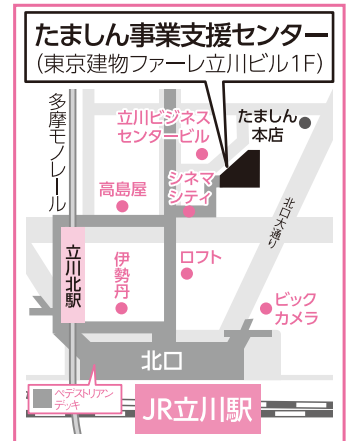 たましん事業支援センター
(東京建物ファーレ立川ビル1F)
多摩モノレール
立川ビジネス
センタービル
たましん
本店
シネマ
シティ
高島屋
北口大通り
立川北駅
伊勢丹
ロフト
ビック
カメラ
北口
ペデストリアン
デッキ
JR立川駅